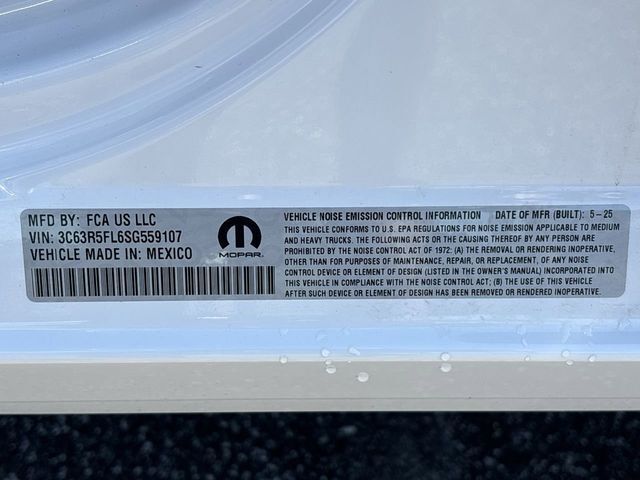 MFD BY: FCA US LLC
VIN: 3C63R5FL6SG559107
VEHICLE MADE IN: MEXICO
MOPAR.
VEHICLE NOISE EMISSION CONTROL INFORMATION DATE OF MFR (BUILT): 5-25
THIS VEHICLE CONFORMS TO U.S. EPA REGULATIONS FOR NOISE EMISSION APPLICABLE TO MEDIUM
AND HEAVY TRUCKS. THE FOLLOWING ACTS OR THE CAUSING THEREOF BY ANY PERSON ARE
PROHIBITED BY THE NOISE CONTROL ACT OF 1972: (A) THE REMOVAL OR RENDERING INOPERATIVE,
OTHER THAN FOR PURPOSES OF MAINTENANCE, REPAIR, OR REPLACEMENT, OF ANY NOISE
CONTROL DEVICE OR ELEMENT OF DESIGN (LISTED IN THE OWNER'S MANUAL) INCORPORATED INTO
THIS VEHICLE IN COMPLIANCE WITH THE NOISE CONTROL ACT; (B) THE USE OF THIS VEHICLE
AFTER SUCH DEVICE OR ELEMENT OF DESIGN HAS BEEN REMOVED OR RENDERED INOPERATIVE.